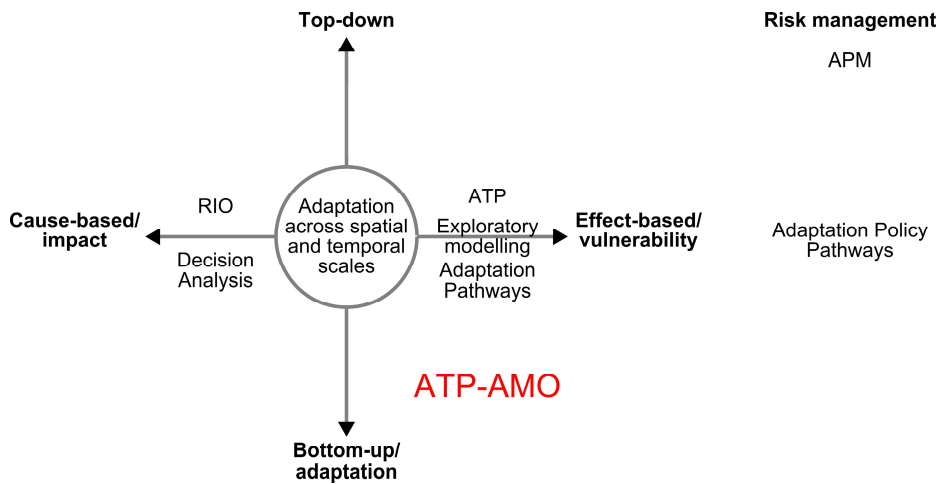 Top-down
Risk management
APM
Cause-based/
impact
RIO
Decision
Analysis
Adaptation
across spatial
and temporal
scales
ATP
Exploratory
modelling
Adaptation
Pathways
Effect-based/
vulnerability
Adaptation Policy
Pathways
ATP-AMO
Bottom-up/
adaptation